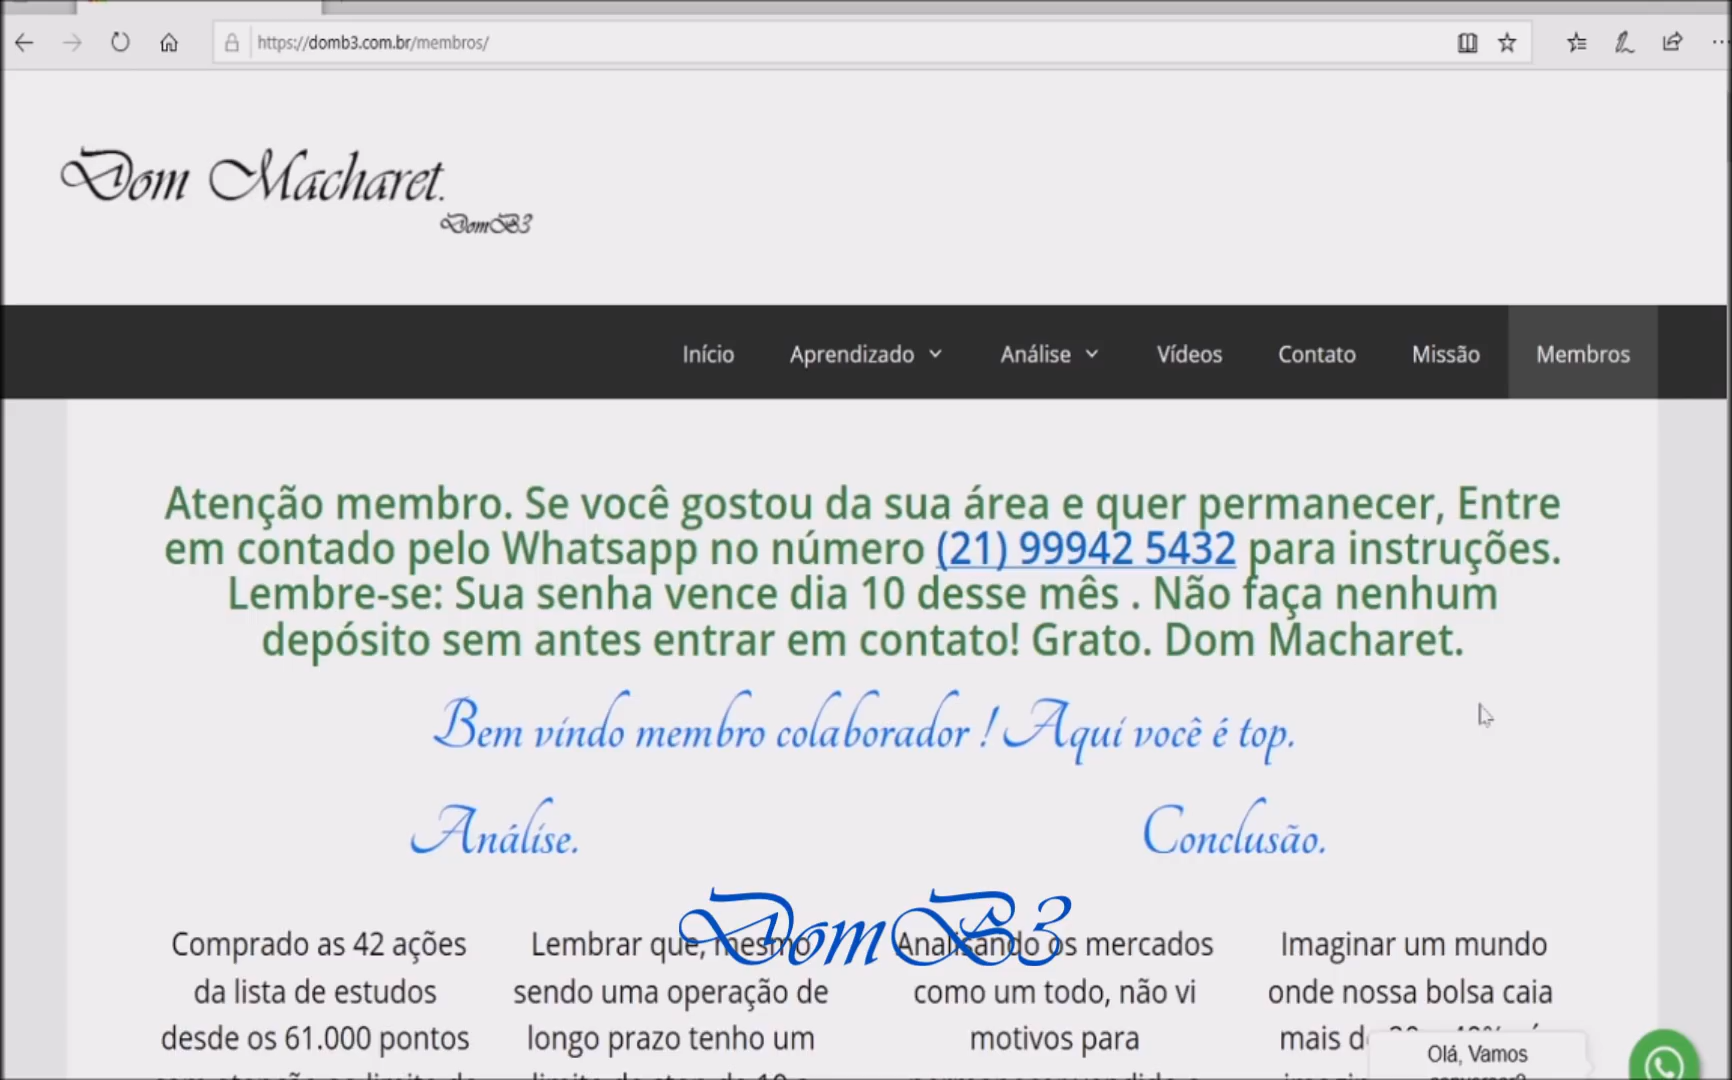 https://domb3.com.br/membros/
Dom Macharet.
DomB3
Início Aprendizado Análise Vídeos Contato Missão Membros
Atenção membro. Se você gostou da sua área e quer permanecer, Entre
em contado pelo Whatsapp no número (21) 99942 5432 para instruções.
Lembre-se: Sua senha vence dia 10 desse mês . Não faça nenhum
depósito sem antes entrar em contato! Grato. Dom Macharet.
Bem vindo membro colaborador ! Aqui você é top.
Análise.
Conclusão.
DomB3
Comprado as 42 ações
da lista de estudos
desde os 61.000 pontos
Lembrar que, mesmo
sendo uma operação de
longo prazo tenho um
Analisando os mercados
como um todo, não vi
motivos para
Imaginar um mundo
onde nossa bolsa caia
mais
Olá, Vamos